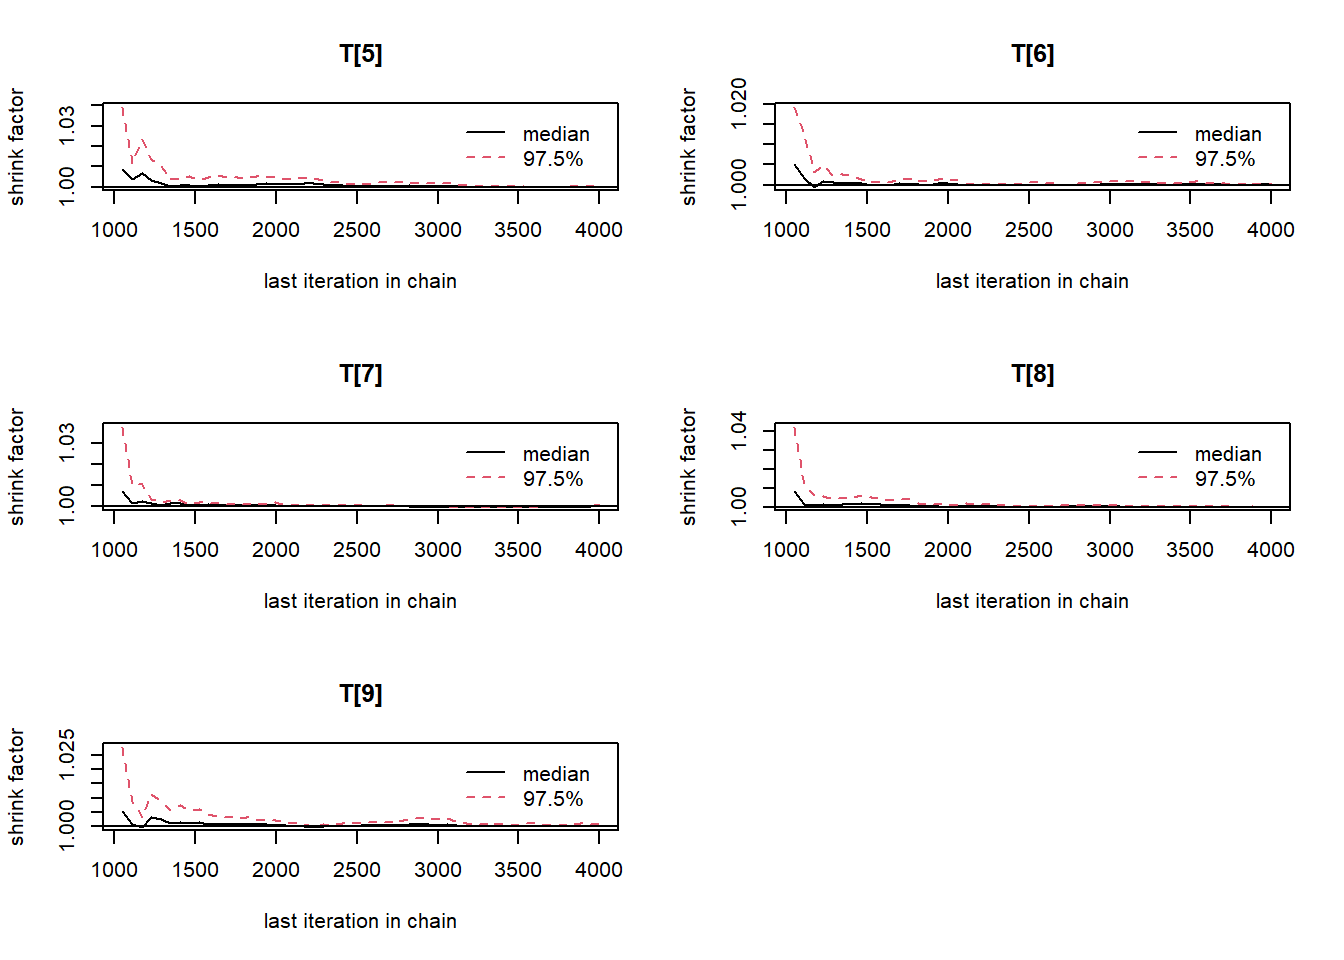 T[5]
shrink factor
1.00 1.03
median
97.5%
1000 1500 2000 2500 3000 3500 4000
last iteration in chain
T[6]
shrink factor
1.000 1.020
median
97.5%
1000 1500 2000 2500 3000 3500 4000
last iteration in chain
T[7]
shrink factor
1.00 1.03
median
97.5%
1000 1500 2000 2500 3000 3500 4000
last iteration in chain
T[8]
shrink factor
1.00 1.04
median
97.5%
1000 1500 2000 2500 3000 3500 4000
last iteration in chain
T[9]
shrink factor
1.000 1.025
median
97.5%
1000 1500 2000 2500 3000 3500 4000
last iteration in chain